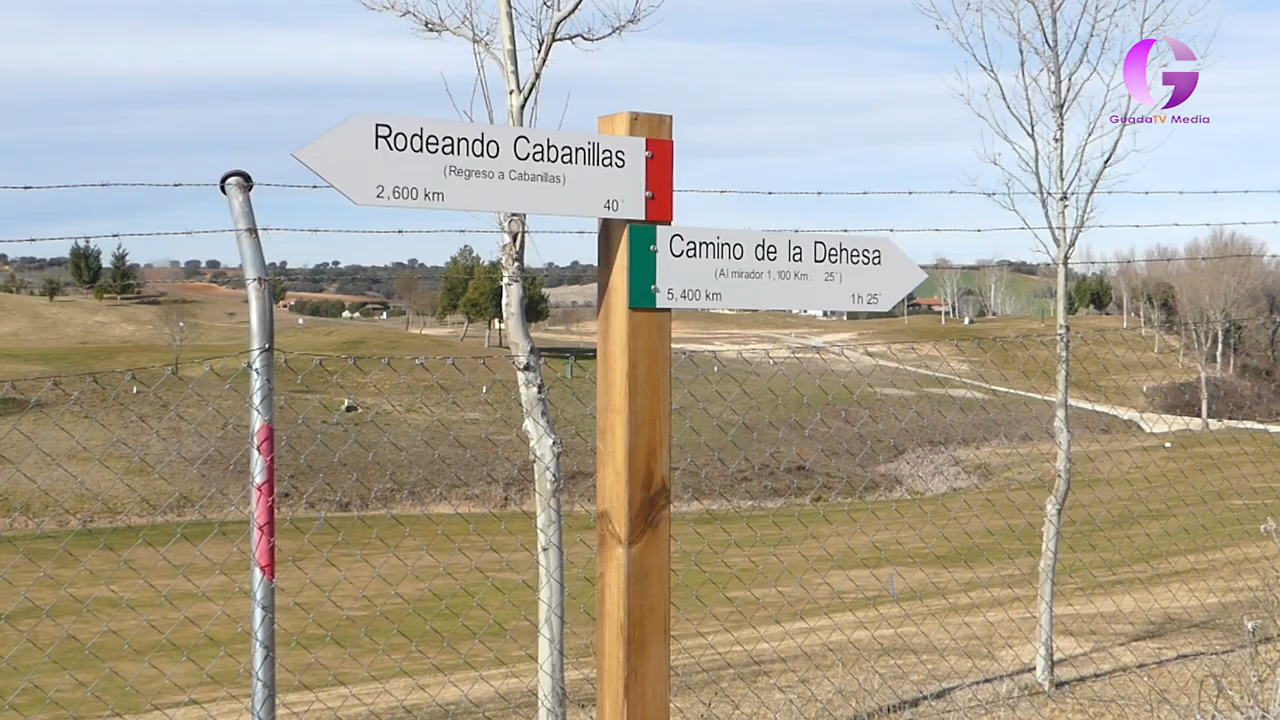 GuadaTV Media
Rodeando Cabanillas
(Regreso a Cabanillas)
2,600 km 40´
Camino de la Dehesa
(Al mirador 1,100 Km. 25´)
5,400 km 1h 25´